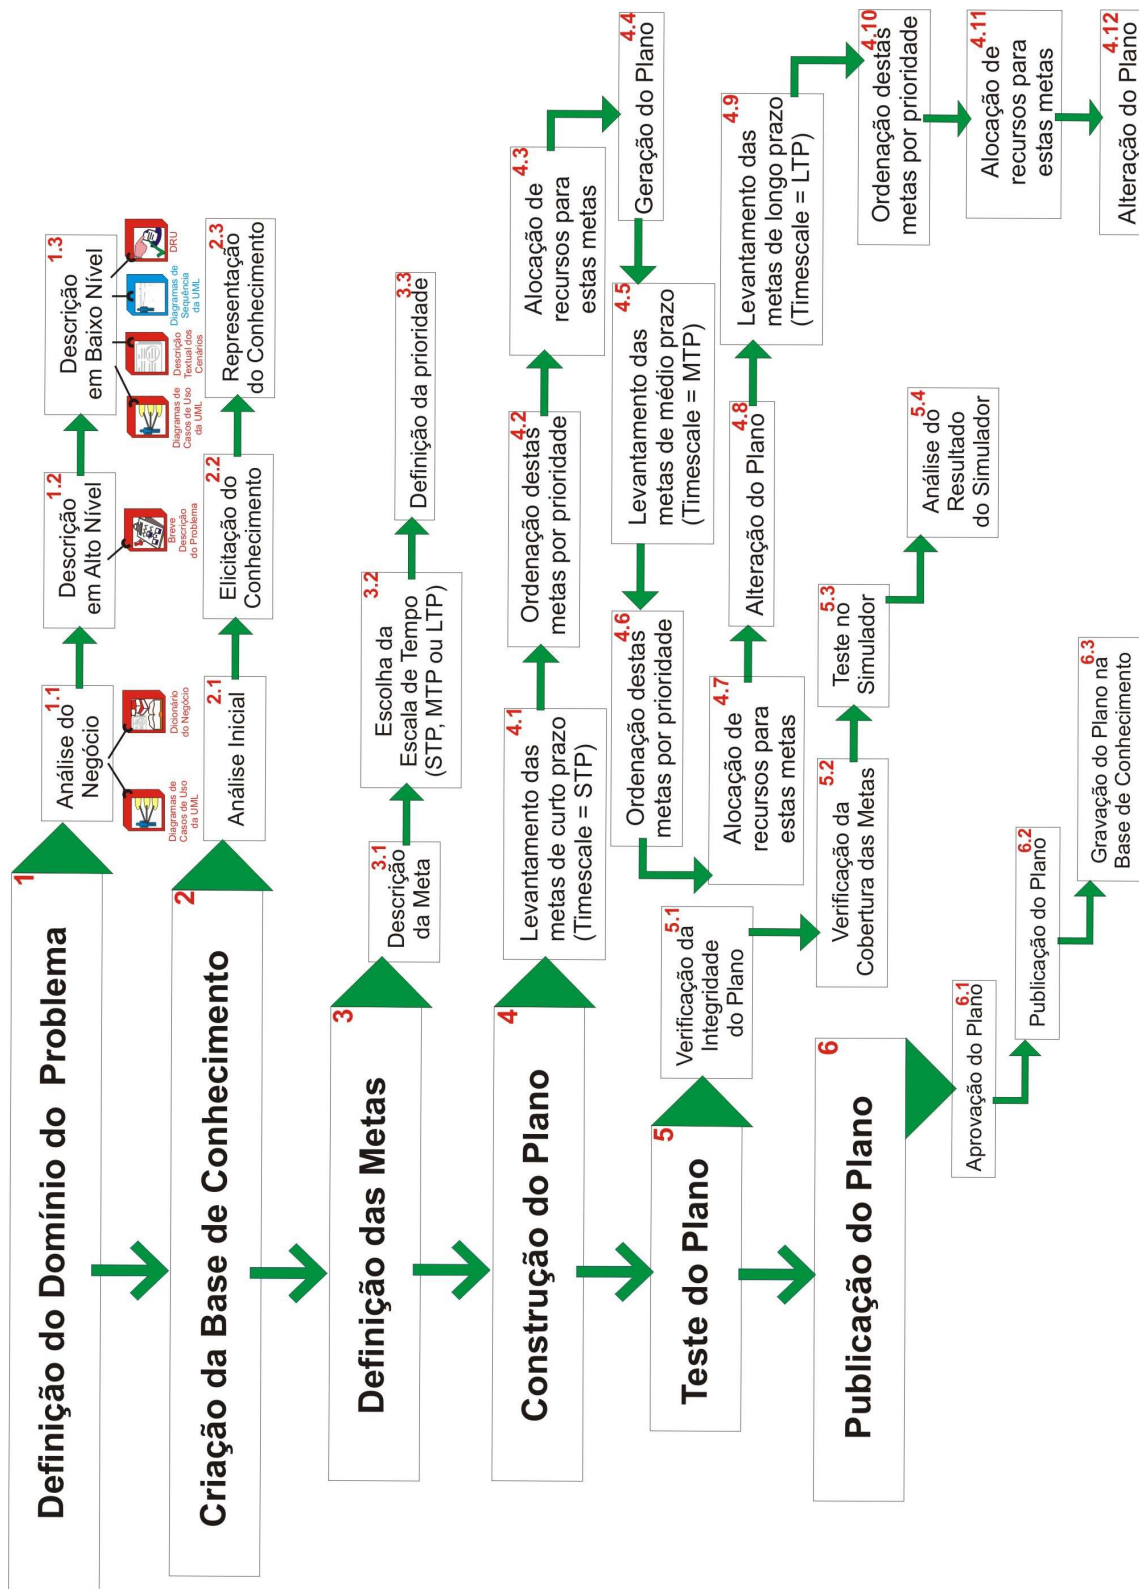 1
Definição do Domínio do Problema
1.1
Análise do
Negócio
Diagramas de
Casos de Uso
da UML
Dicionário
do Negócio
1.2
Descrição
em Alto Nível
Breve
Descrição
do Problema
1.3
Descrição
em Baixo Nível
Diagramas de
Casos de Uso
da UML
Descrição
Textual dos
Cenários
Diagramas de
Sequência
da UML
DRU
2
Criação da Base de Conhecimento
2.1
Análise Inicial
2.2
Elicitação do
Conhecimento
2.3
Representação
do Conhecimento
3
Definição das Metas
3.1
Descrição
da Meta
3.2
Escolha da
Escala de Tempo
(STP, MTP ou LTP)
3.3
Definição da prioridade
4
Construção do Plano
4.1
Levantamento das
metas de curto prazo
(Timescale = STP)
4.2
Ordenação destas
metas por prioridade
4.3
Alocação de
recursos para
estas metas
4.4
Geração do Plano
4.5
Levantamento das
metas de médio prazo
(Timescale = MTP)
4.6
Ordenação destas
metas por prioridade
4.7
Alocação de
recursos para
estas metas
4.8
Alteração do Plano
4.9
Levantamento das
metas de longo prazo
(Timescale = LTP)
4.10
Ordenação destas
metas por prioridade
4.11
Alocação de
recursos para
estas metas
4.12
Alteração do Plano
5
Teste do Plano
5.1
Verificação da
Integridade
do Plano
5.2
Verificação da
Cobertura das Metas
5.3
Teste no
Simulador
5.4
Análise do
Resultado
do Simulador
6
Publicação do Plano
6.1
Aprovação do Plano
6.2
Publicação do Plano
6.3
Gravação do Plano na
Base de Conhecimento